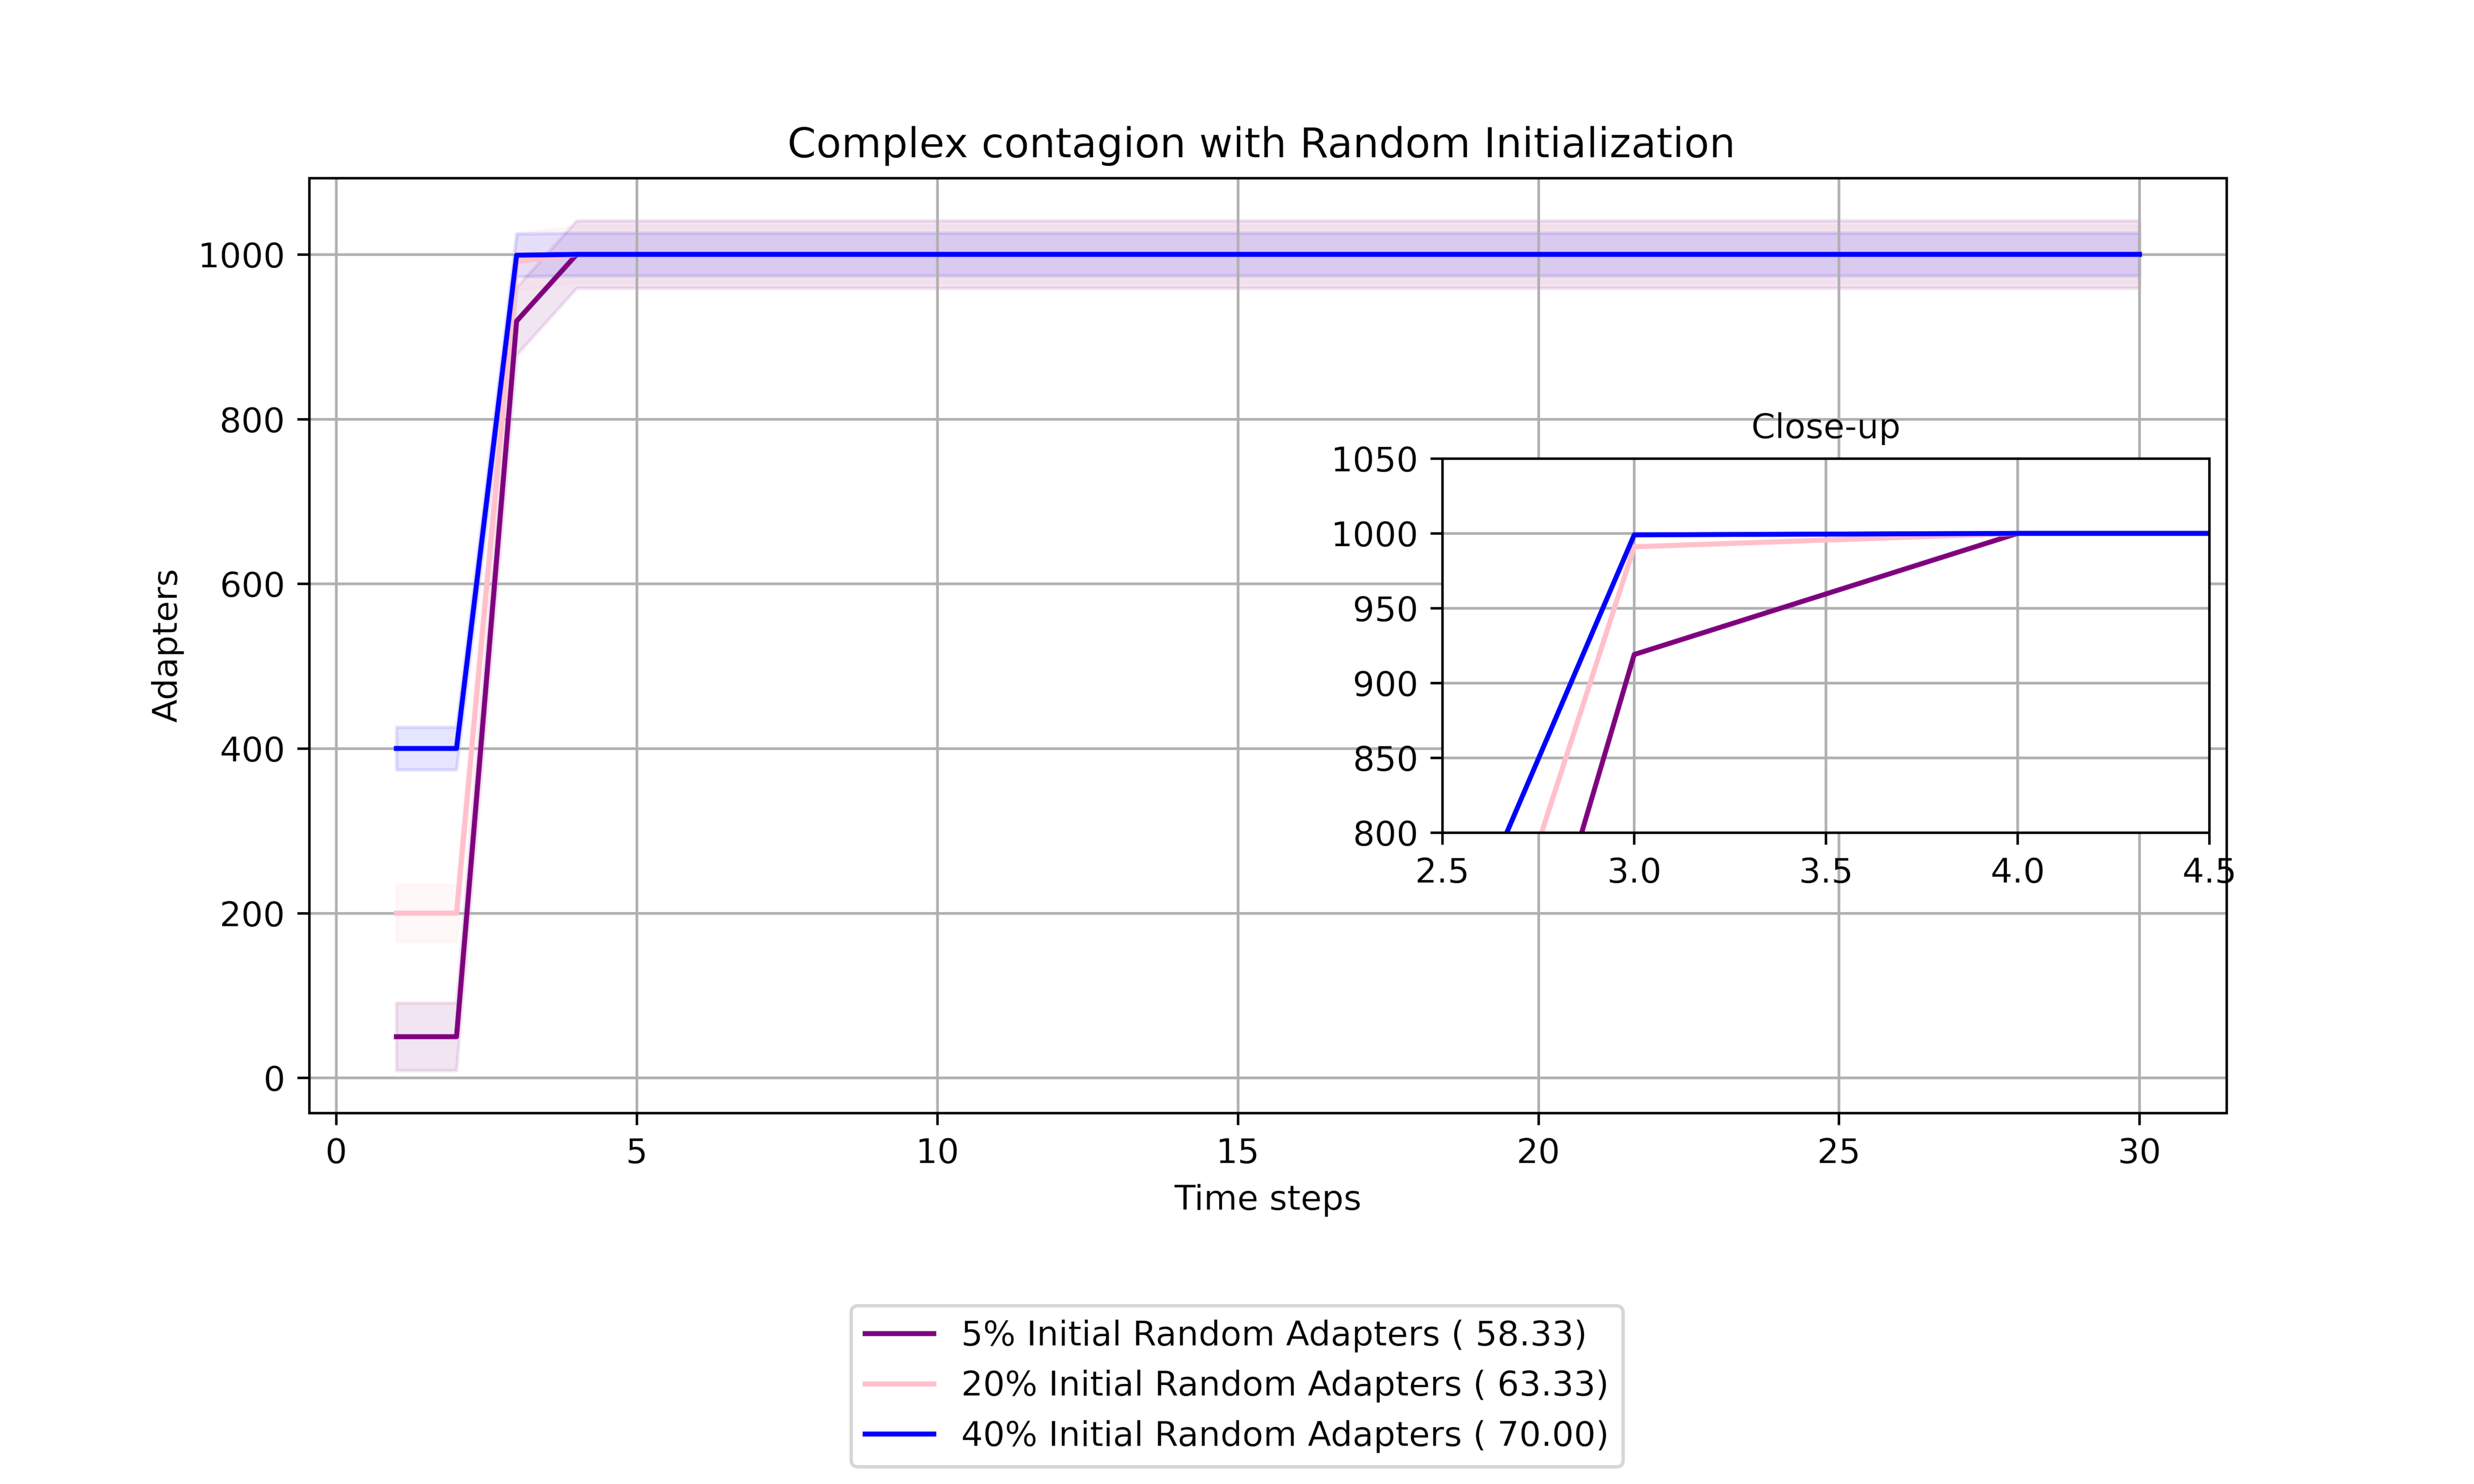 Complex contagion with Random Initialization
Adapters
1000
800
600
400
200
0
Close-up
1050
1000
950
900
850
800
2.5 3.0 3.5 4.0 4.5
0 5 10 15 20 25 30
Time steps
5% Initial Random Adapters ( 58.33)
20% Initial Random Adapters ( 63.33)
40% Initial Random Adapters ( 70.00)